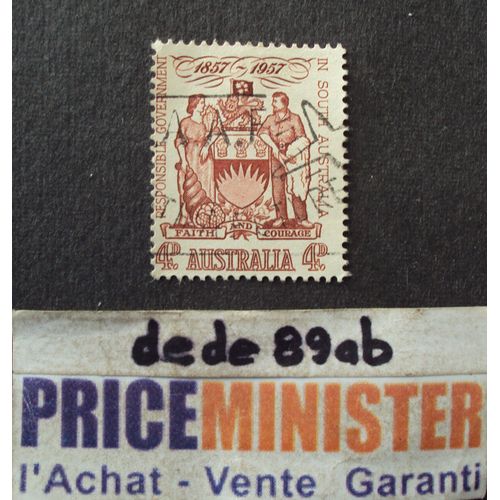 1857 ~ 1957
RESPONSIBLE GOVERNMENT
IN SOUTH AUSTRALIA
FAITH AND COURAGE
4D AUSTRALIA 4D
dede 89ab
PRICEMINISTER
l'Achat - Vente Garanti